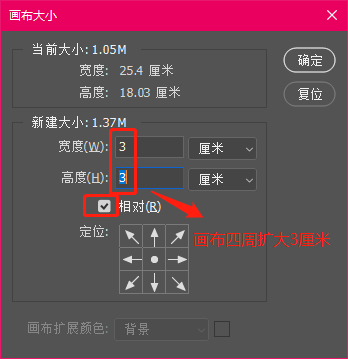 画布大小
当前大小: 1.05M
确定
宽度: 25.4 厘米
高度: 18.03 厘米
复位
新建大小: 1.37M
宽度(W): 3 厘米
高度(H): 3 厘米
相对(R)
定位:
画布四周扩大3厘米
画布扩展颜色: 背景